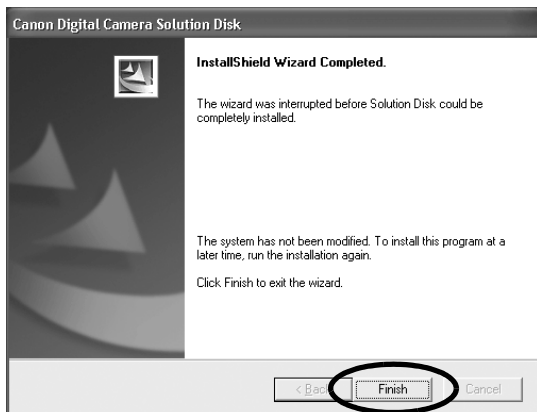 Canon Digital Camera Solution Disk
InstallShield Wizard Completed.
The wizard was interrupted before Solution Disk could be
completely installed.
The system has not been modified. To install this program at a
later time, run the installation again.
Click Finish to exit the wizard.
< Back Finish Cancel